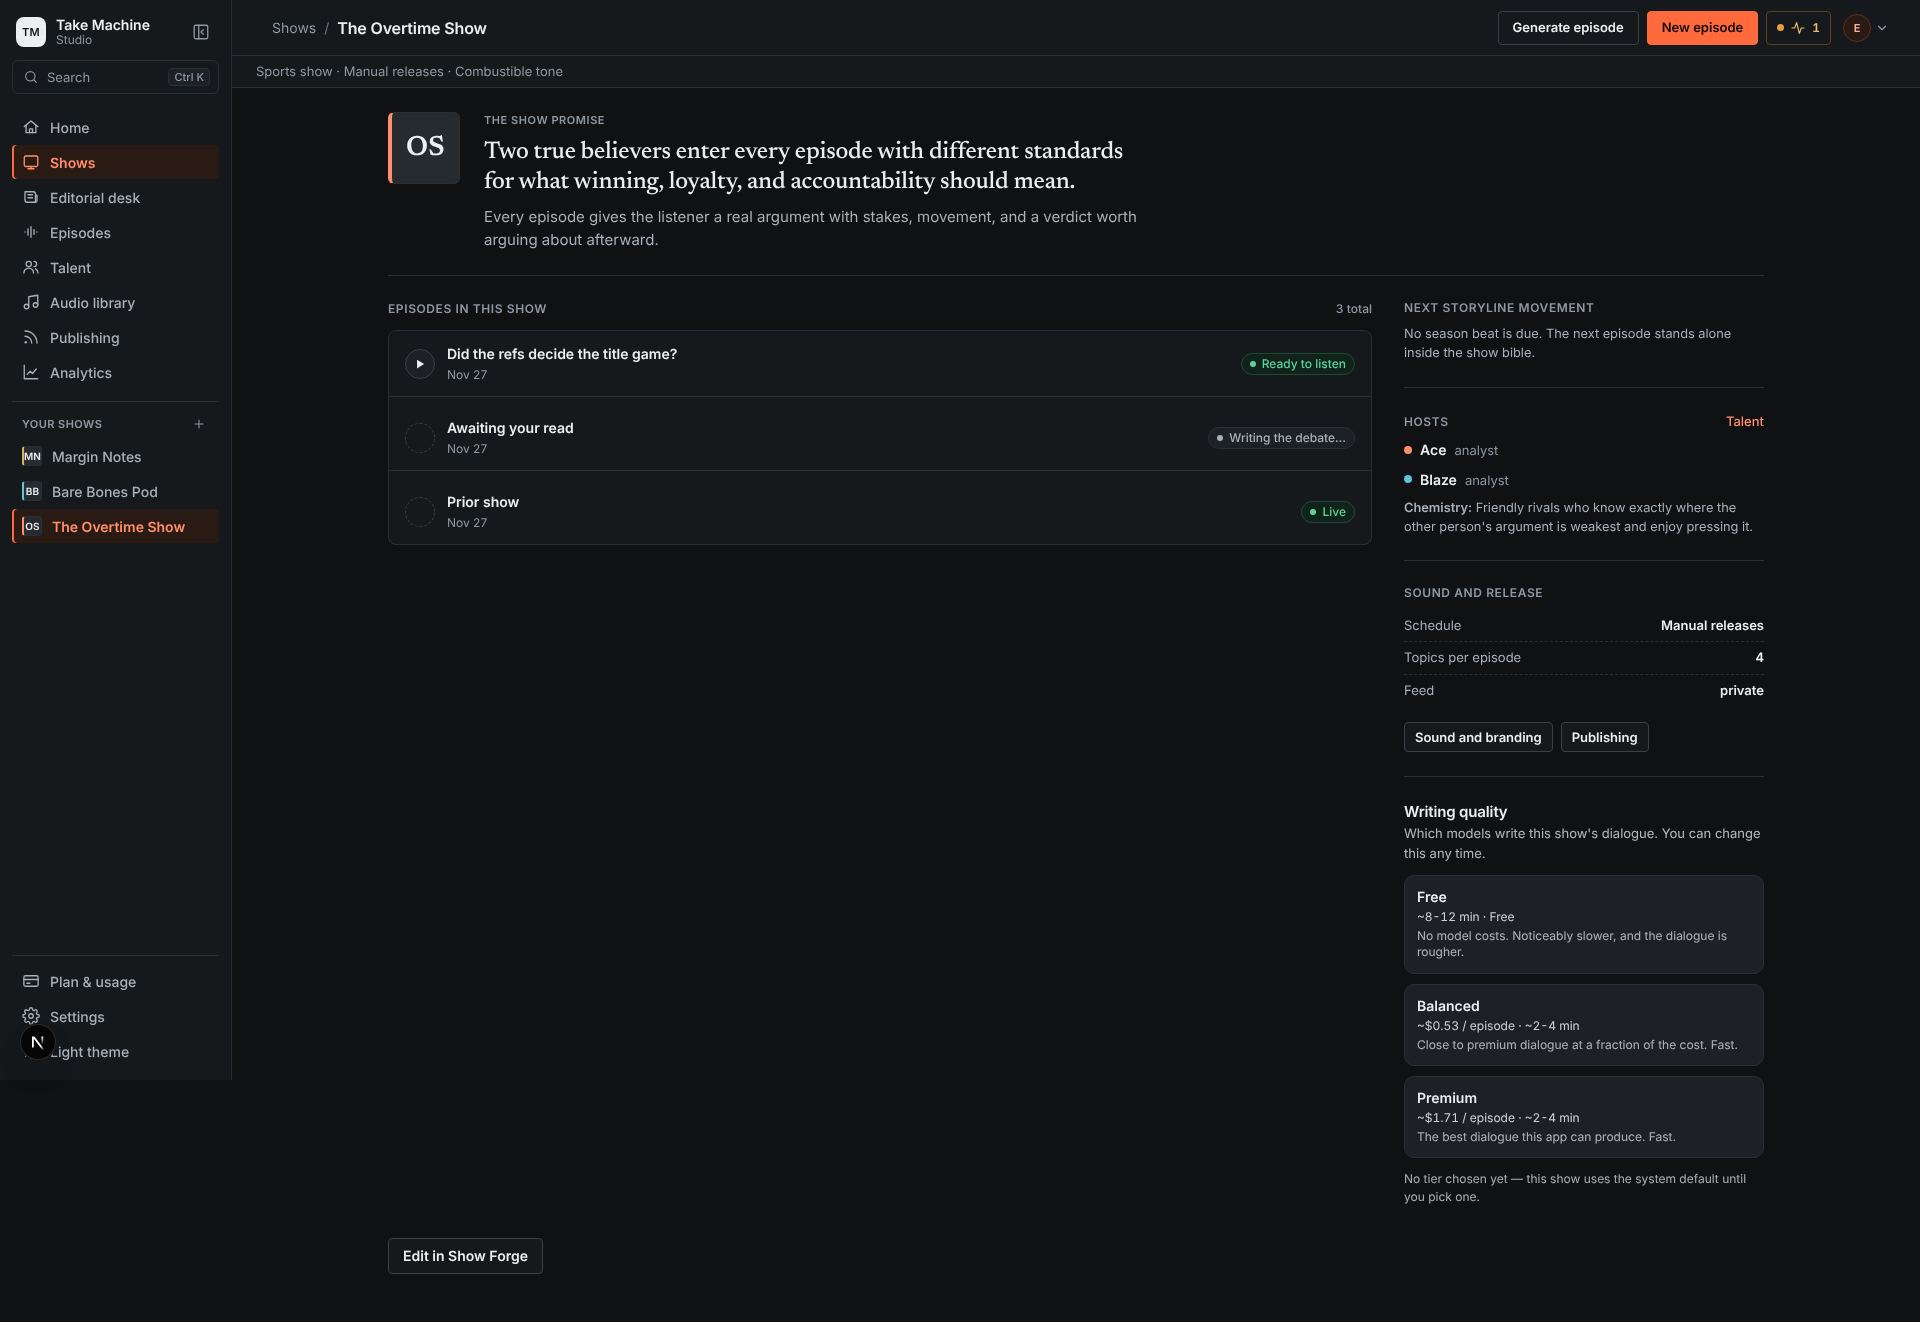 TM
Take Machine
Studio
Search
Ctrl K
Home
Shows
Editorial desk
Episodes
Talent
Audio library
Publishing
Analytics
YOUR SHOWS
MN Margin Notes
BB Bare Bones Pod
OS The Overtime Show
Plan & usage
Settings
N
Light theme
Shows / The Overtime Show
Generate episode
New episode
1
E
Sports show · Manual releases · Combustible tone
OS
THE SHOW PROMISE
Two true believers enter every episode with different standards
for what winning, loyalty, and accountability should mean.
Every episode gives the listener a real argument with stakes, movement, and a verdict worth
arguing about afterward.
EPISODES IN THIS SHOW
3 total
Did the refs decide the title game?
Nov 27
Ready to listen
Awaiting your read
Nov 27
Writing the debate...
Prior show
Nov 27
Live
Edit in Show Forge
NEXT STORYLINE MOVEMENT
No season beat is due. The next episode stands alone
inside the show bible.
HOSTS
Talent
Ace analyst
Blaze analyst
Chemistry: Friendly rivals who know exactly where the
other person's argument is weakest and enjoy pressing it.
SOUND AND RELEASE
Schedule Manual releases
Topics per episode 4
Feed private
Sound and branding
Publishing
Writing quality
Which models write this show's dialogue. You can change
this any time.
Free
~8-12 min · Free
No model costs. Noticeably slower, and the dialogue is
rougher.
Balanced
~$0.53 / episode · ~2-4 min
Close to premium dialogue at a fraction of the cost. Fast.
Premium
~$1.71 / episode · ~2-4 min
The best dialogue this app can produce. Fast.
No tier chosen yet — this show uses the system default until
you pick one.